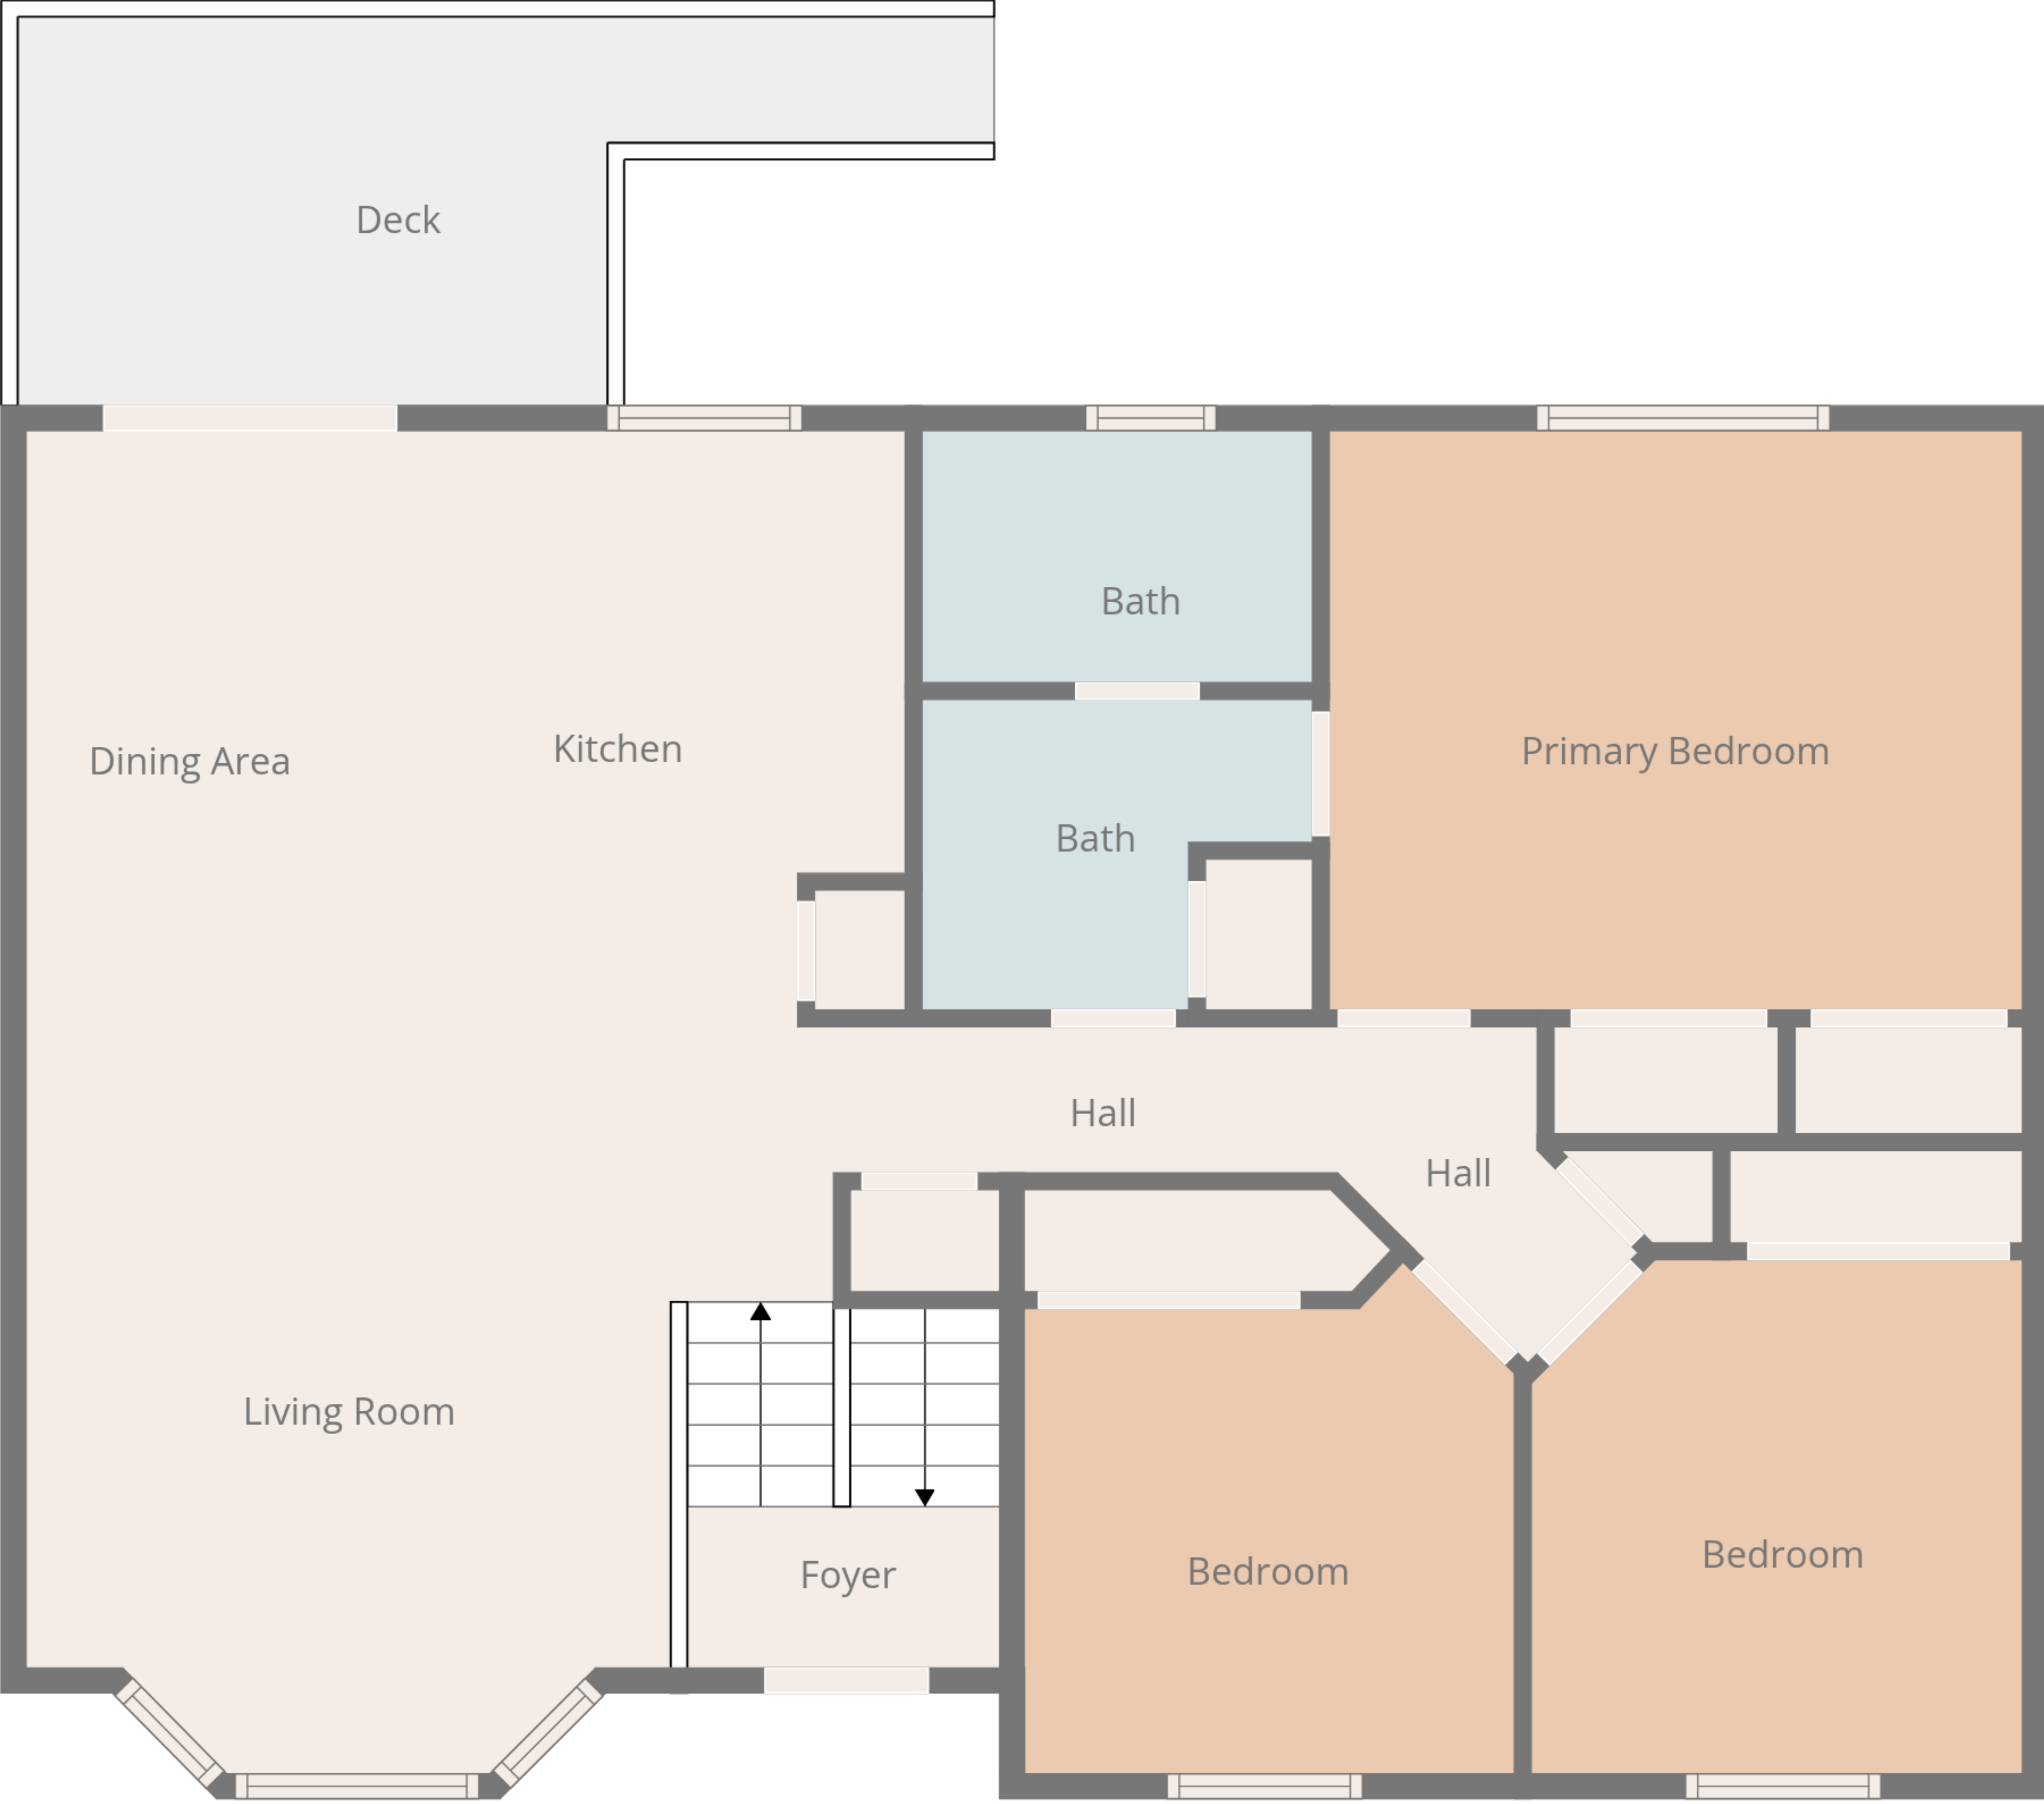 Deck
Bath
Dining Area
Kitchen
Primary Bedroom
Bath
Hall
Hall
Living Room
Foyer
Bedroom
Bedroom